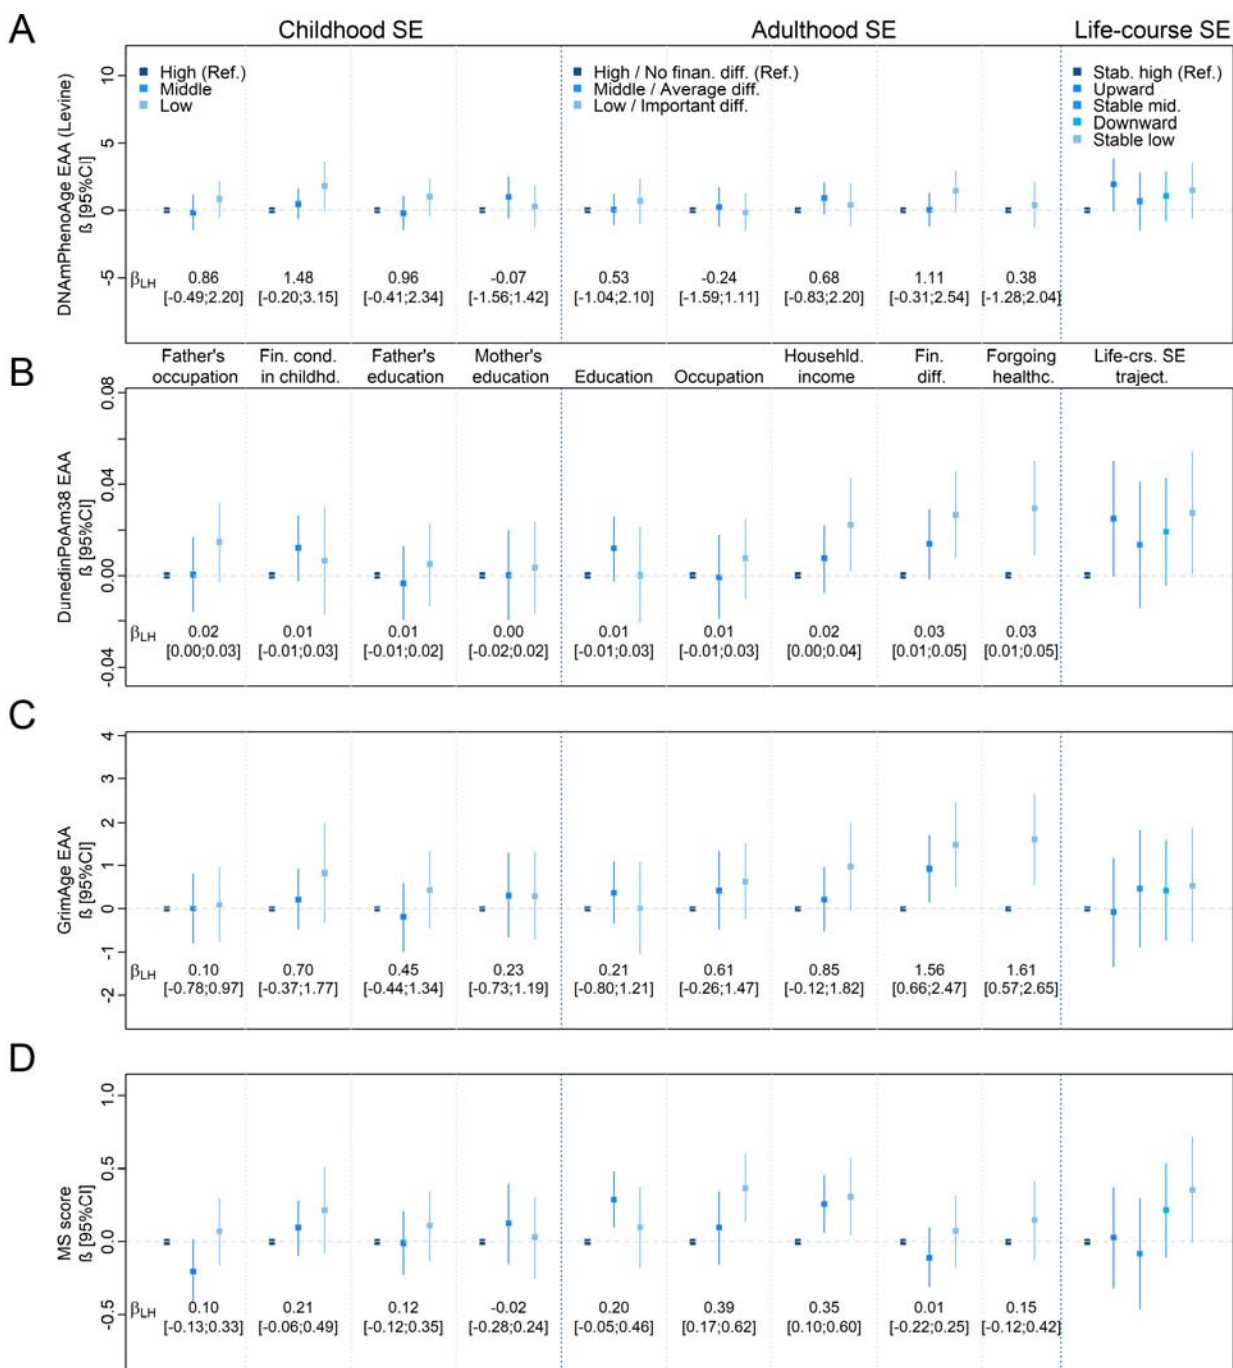 A
Childhood SE
Adulthood SE
Life-course SE
High (Ref.)
Middle
Low
High / No finan. diff. (Ref.)
Middle / Average diff.
Low / Important diff.
Stab. high (Ref.)
Upward
Stable mid.
Downward
Stable low
DNAmPhenoAge EAA (Levine)
ß [95%CI]
10
5
0
-5
βLH
0.86 1.48 0.96 -0.07 0.53 -0.24 0.68 1.11 0.38
[-0.49;2.20] [-0.20;3.15] [-0.41;2.34] [-1.56;1.42] [-1.04;2.10] [-1.59;1.11] [-0.83;2.20] [-0.31;2.54] [-1.28;2.04]
B
Father's occupation
Fin. cond. in childhd.
Father's education
Mother's education
Education
Occupation
Househld. income
Fin. diff.
Forgoing healthc.
Life-crs. SE traject.
DunedinPoAm38 EAA
ß [95%CI]
0.08
0.04
0.00
-0.04
βLH
0.02 0.01 0.01 0.00 0.01 0.01 0.02 0.03 0.03
[0.00;0.03] [-0.01;0.03] [-0.01;0.02] [-0.02;0.02] [-0.01;0.03] [-0.01;0.03] [0.00;0.04] [0.01;0.05] [0.01;0.05]
C
GrimAge EAA
ß [95%CI]
4
3
2
1
0
-1
-2
βLH
0.10 0.70 0.45 0.23 0.21 0.61 0.85 1.56 1.61
[-0.78;0.97] [-0.37;1.77] [-0.44;1.34] [-0.73;1.19] [-0.80;1.21] [-0.26;1.47] [-0.12;1.82] [0.66;2.47] [0.57;2.65]
D
MS score
ß [95%CI]
1.0
0.5
0.0
-0.5
βLH
0.10 0.21 0.12 -0.02 0.20 0.39 0.35 0.01 0.15
[-0.13;0.33] [-0.06;0.49] [-0.12;0.35] [-0.28;0.24] [-0.05;0.46] [0.17;0.62] [0.10;0.60] [-0.22;0.25] [-0.12;0.42]